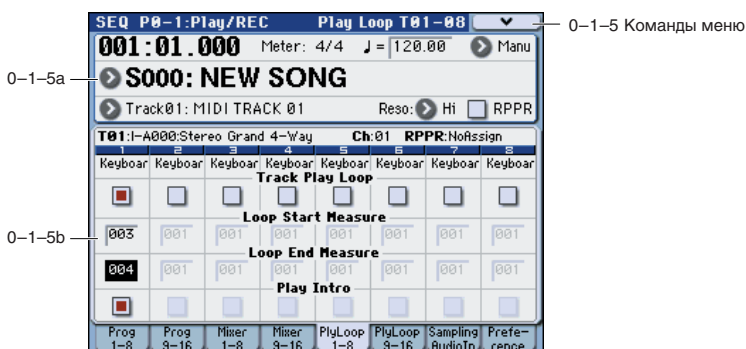 SEQ P0-1:Play/REC Play Loop T01-08
0–1–5 Команды меню
001:01.000 Meter: 4/4 ♩= 120.00 Manu
0–1–5a
S000: NEW SONG
Track01: MIDI TRACK 01 Reso: Hi RPPR
T01:I-A000:Stereo Grand 4-Way Ch:01 RPPR:NoAssign
1 2 3 4 5 6 7 8
Keyboar Keyboar Keyboar Keyboar Keyboar Keyboar Keyboar Keyboar
Track Play Loop
Loop Start Measure
0–1–5b
003 001 001 001 001 001 001 001
Loop End Measure
004 001 001 001 001 001 001 001
Play Intro
Prog 1-8 Prog 9-16 Mixer 1-8 Mixer 9-16 PlyLoop 1-8 PlyLoop 9-16 Sampling AudioIn Prefe-rence